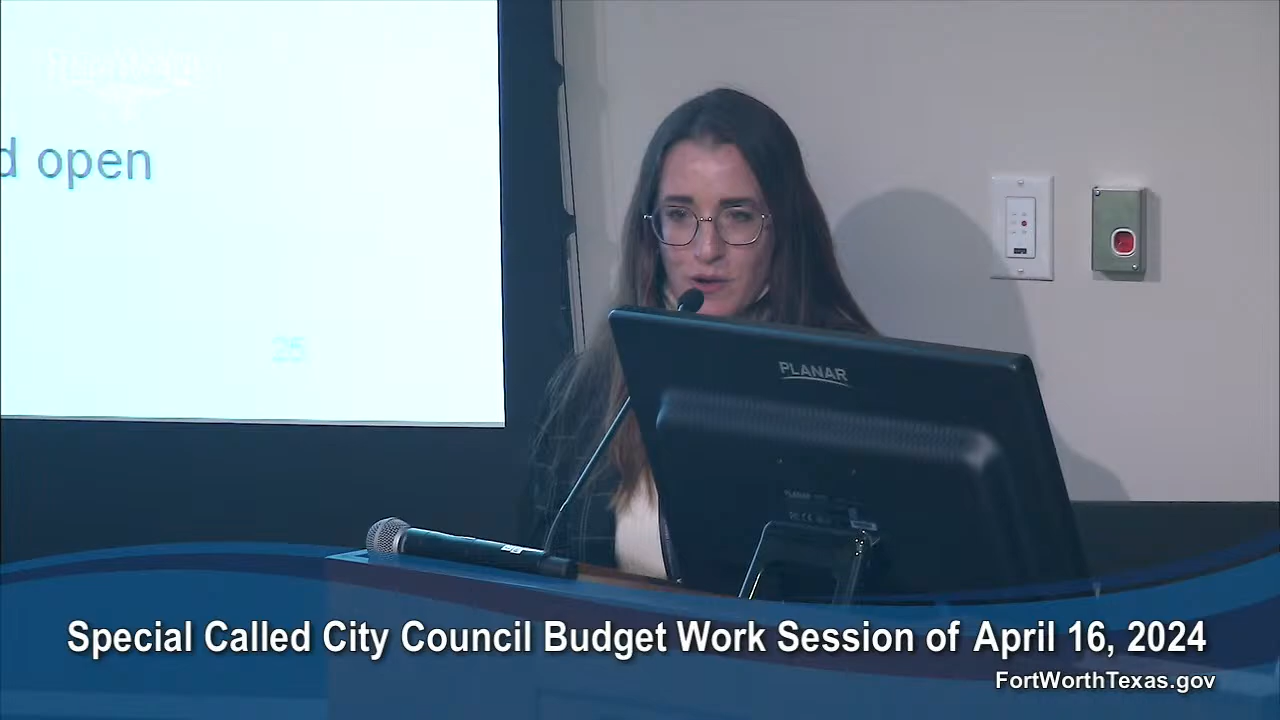 d open
25
PLANAR
Special Called City Council Budget Work Session of April 16, 2024
FortWorthTexas.gov